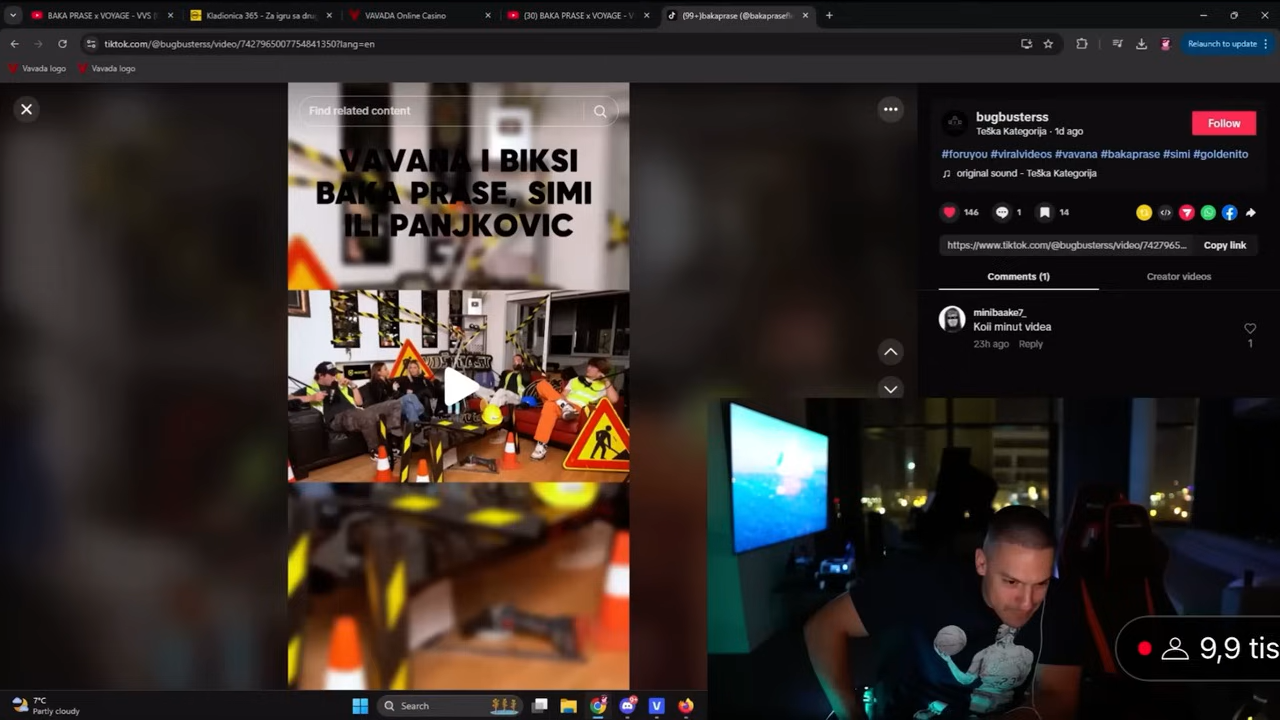 BAKA PRASE x VOYAGE - VVS
Kladionica 365 - Za igru sa dru
VAVADA Online Casino
(30) BAKA PRASE x VOYAGE - V
(99+)bakaprase (@bakaprasefl
tiktok.com/@bugbusterss/video/7427965007754841350?lang=en
Relaunch to update
Vavada logo
Vavada logo
Find related content
VAVANA I BIKSI
BAKA PRASE, SIMI
ILI PANJKOVIC
bugbusterss
Teška Kategorija · 1d ago
Follow
#foruyou #viralvideos #vavana #bakaprase #simi #goldenito
original sound - Teška Kategorija
146
1
14
https://www.tiktok.com/@bugbusterss/video/7427965...
Copy link
Comments (1)
Creator videos
minibaake7_
Koii minut videa
23h ago
Reply
1
9,9 tis
7°C
Partly cloudy
Search